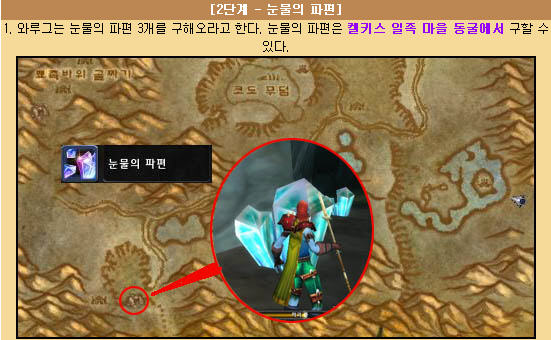 [2단계 - 눈물의 파편]
1. 와루그는 눈물의 파편 3개를 구해오라고 한다. 눈물의 파편은 켈키스 일족 마을 동굴에서 구할 수
있다.
뾰족바위 골짜기
코도 무덤
눈물의 파편